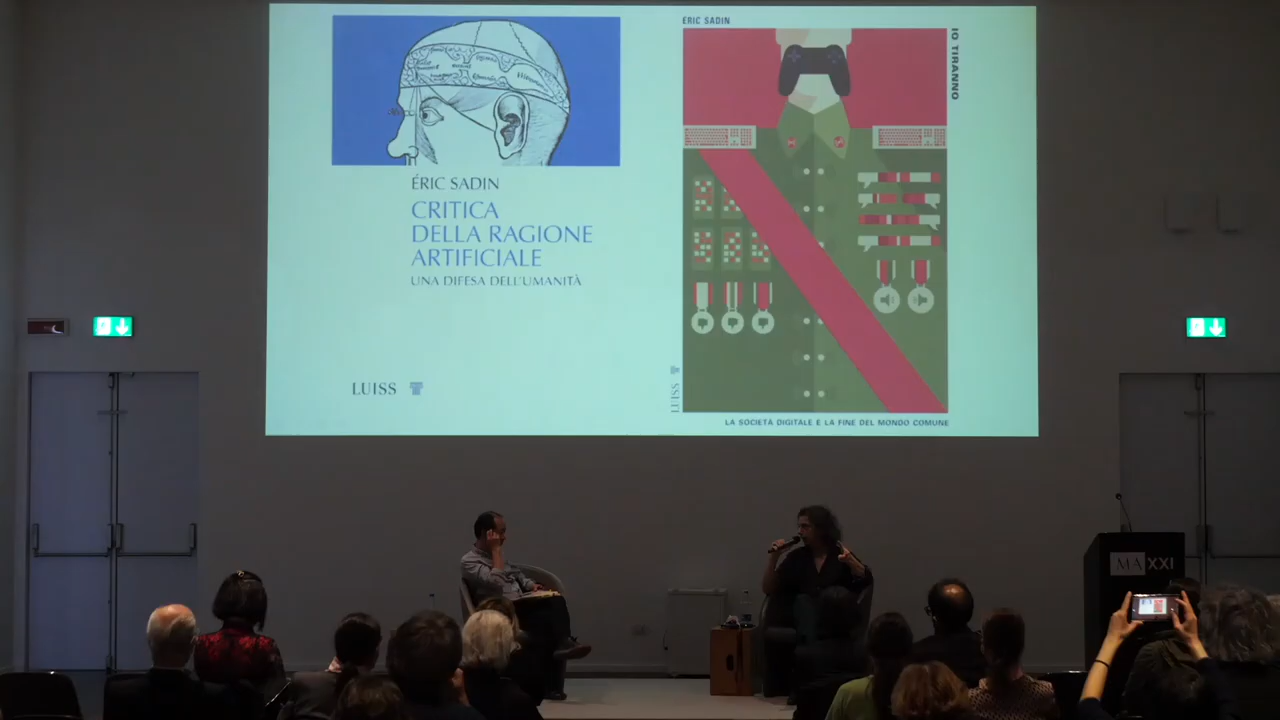 ÉRIC SADIN
CRITICA
DELLA RAGIONE
ARTIFICIALE
UNA DIFESA DELL'UMANITÀ
LUISS
ÉRIC SADIN
IO TIRANNO
LUISS
LA SOCIETÀ DIGITALE E LA FINE DEL MONDO COMUNE
MAXXI